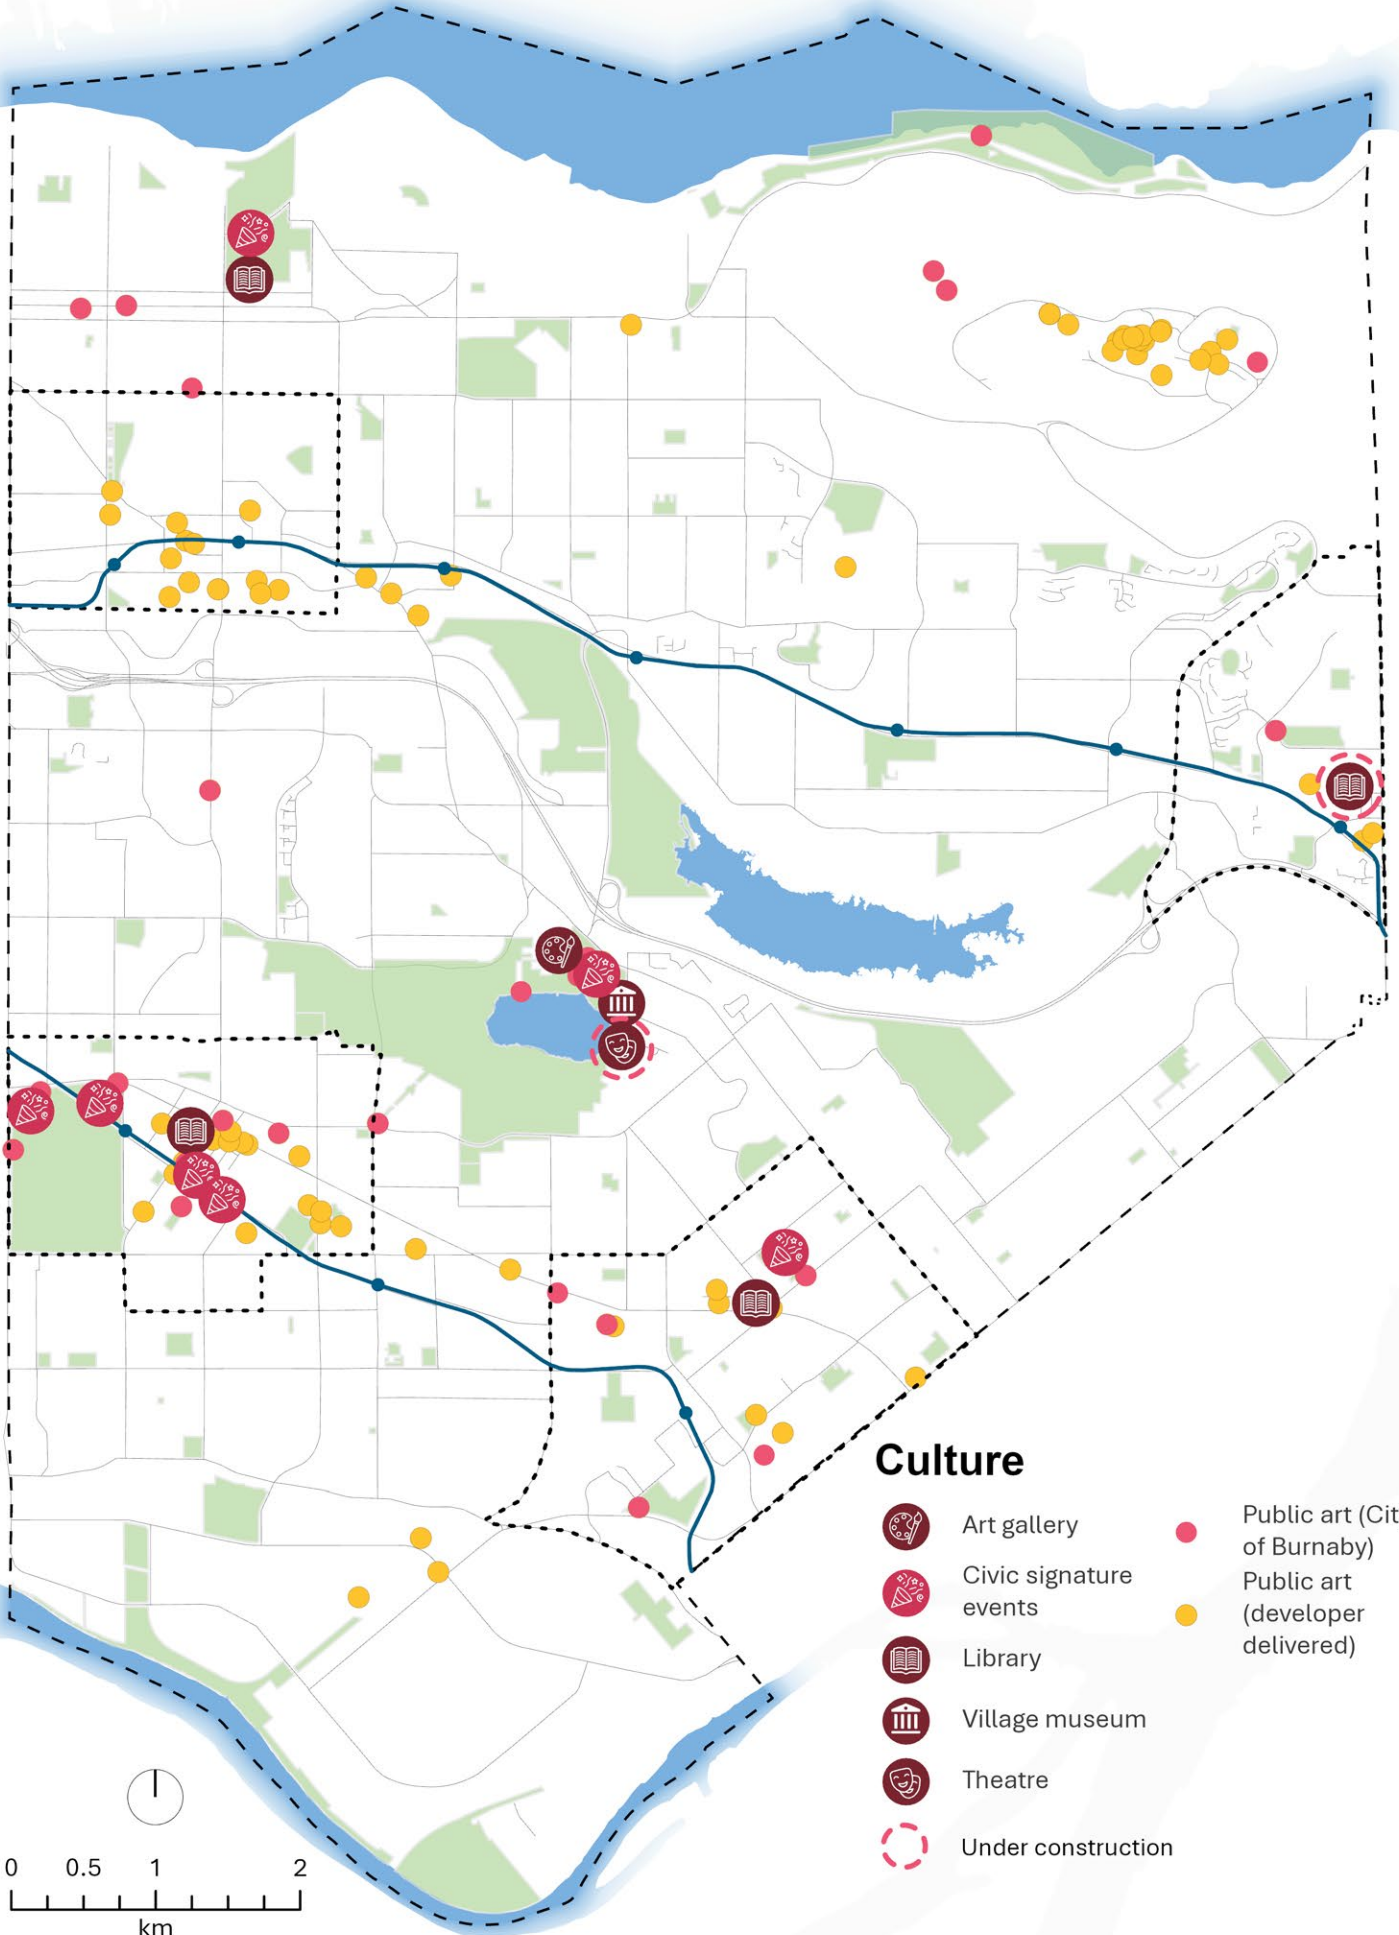 Culture
Art gallery
Civic signature
events
Library
Village museum
Theatre
Under construction
Public art (Cit
of Burnaby)
Public art
(developer
delivered)
0 0.5 1 2
km